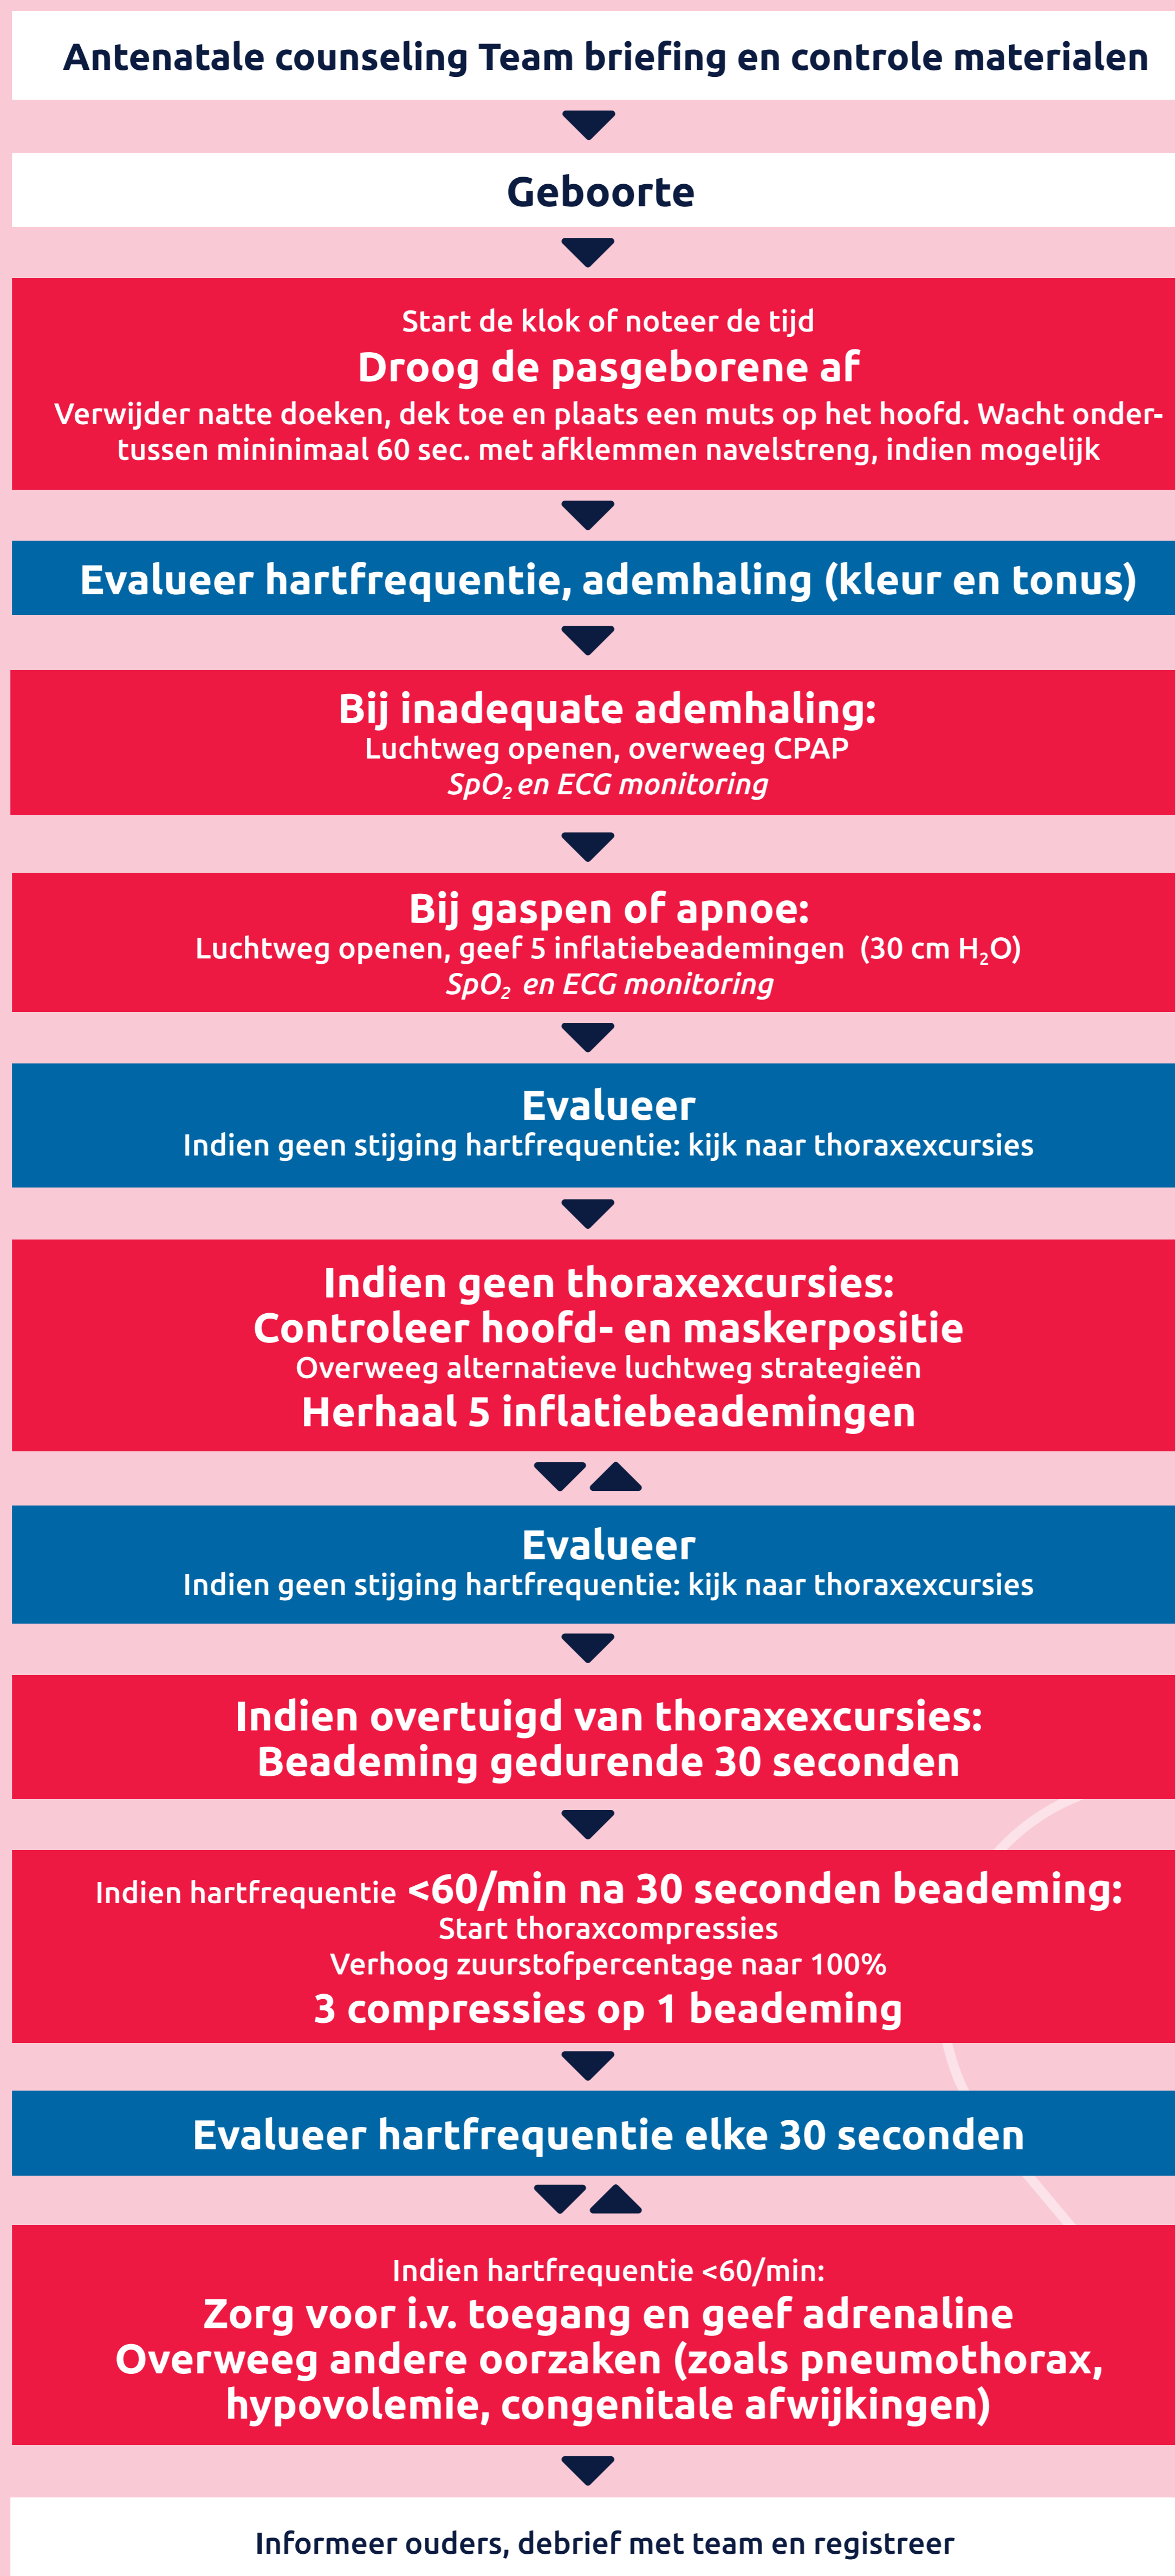 Antenatale counseling Team briefing en controle materialen
Geboorte
Start de klok of noteer de tijd
Droog de pasgeborene af
Verwijder natte doeken, dek toe en plaats een muts op het hoofd. Wacht onder-
tussen mininimaal 60 sec. met afklemmen navelstreng, indien mogelijk
Evalueer hartfrequentie, ademhaling (kleur en tonus)
Bij inadequate ademhaling:
Luchtweg openen, overweeg CPAP
SpO₂ en ECG monitoring
Bij gaspen of apnoe:
Luchtweg openen, geef 5 inflatiebeademingen (30 cm H₂O)
SpO₂ en ECG monitoring
Evalueer
Indien geen stijging hartfrequentie: kijk naar thoraxexcursies
Indien geen thoraxexcursies:
Controleer hoofd- en maskerpositie
Overweeg alternatieve luchtweg strategieën
Herhaal 5 inflatiebeademingen
Evalueer
Indien geen stijging hartfrequentie: kijk naar thoraxexcursies
Indien overtuigd van thoraxexcursies:
Beademing gedurende 30 seconden
Indien hartfrequentie <60/min na 30 seconden beademing:
Start thoraxcompressies
Verhoog zuurstofpercentage naar 100%
3 compressies op 1 beademing
Evalueer hartfrequentie elke 30 seconden
Indien hartfrequentie <60/min:
Zorg voor i.v. toegang en geef adrenaline
Overweeg andere oorzaken (zoals pneumothorax,
hypovolemie, congenitale afwijkingen)
Informeer ouders, debrief met team en registreer